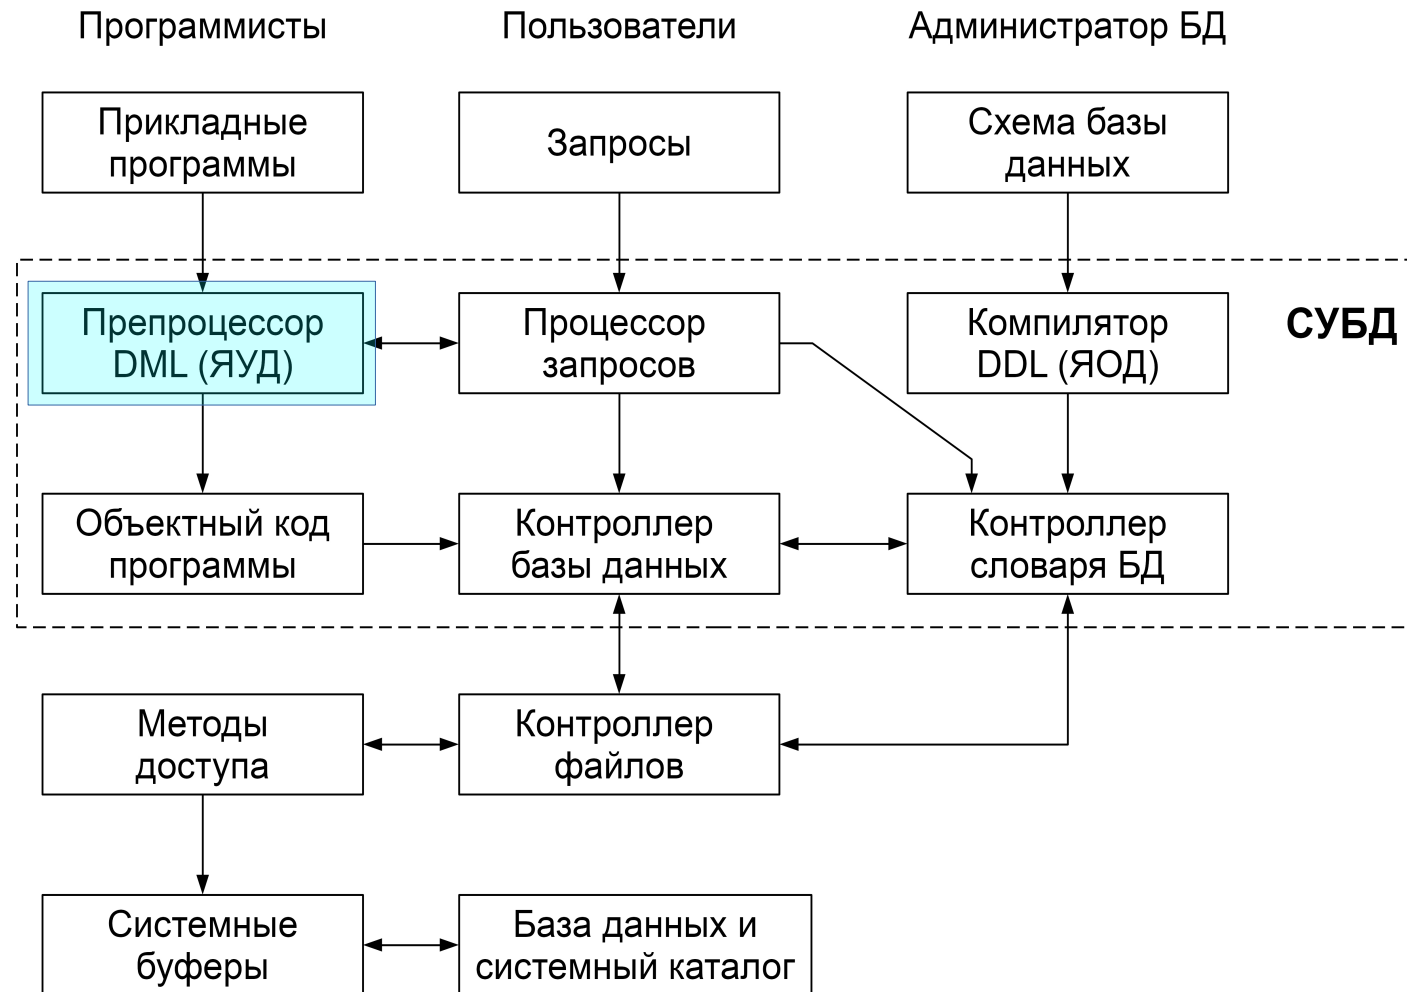 Программисты
Пользователи
Администратор БД
Прикладные
программы
Запросы
Схема базы
данных
Препроцессор
DML (ЯУД)
Процессор
запросов
Компилятор
DDL (ЯОД)
СУБД
Объектный код
программы
Контроллер
базы данных
Контроллер
словаря БД
Методы
доступа
Контроллер
файлов
Системные
буферы
База данных и
системный каталог